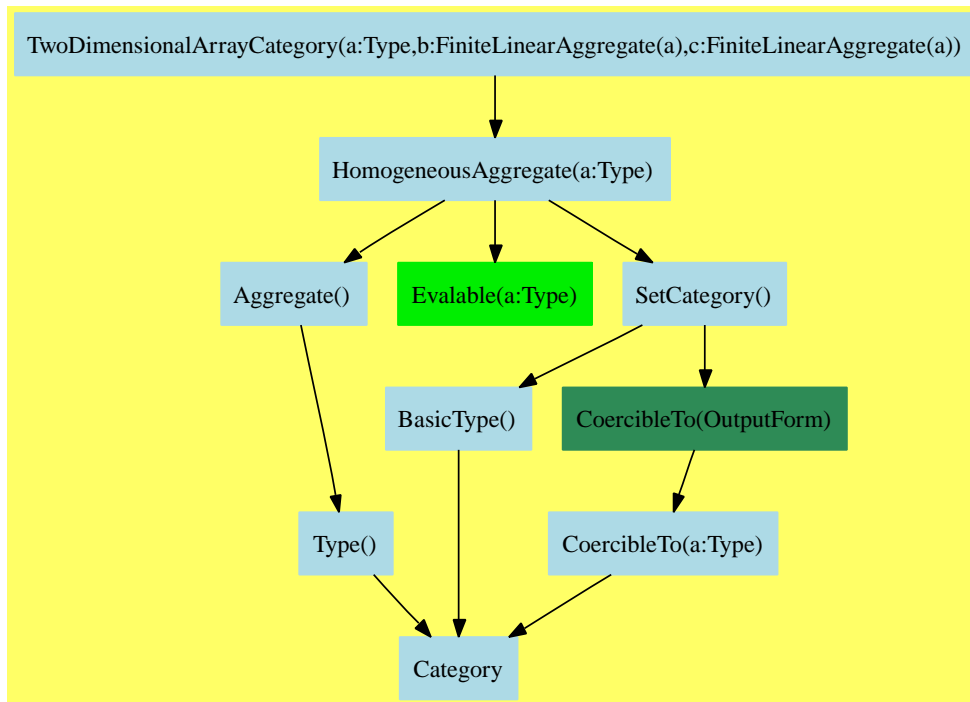 TwoDimensionalArrayCategory(a:Type,b:FiniteLinearAggregate(a),c:FiniteLinearAggregate(a))
HomogeneousAggregate(a:Type)
Aggregate()
Evalable(a:Type)
SetCategory()
BasicType()
CoercibleTo(OutputForm)
Type()
CoercibleTo(a:Type)
Category